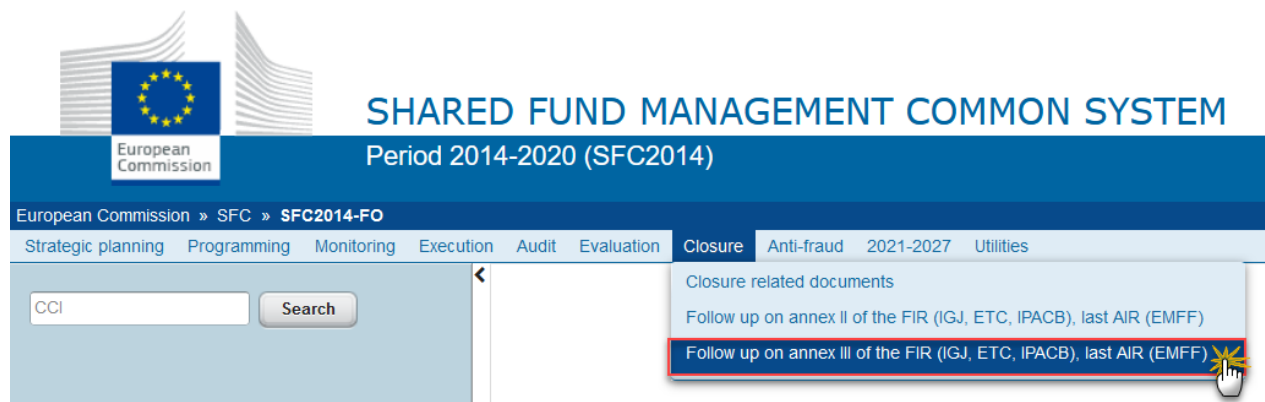 SHARED FUND MANAGEMENT COMMON SYSTEM
European
Commission
Period 2014-2020 (SFC2014)
European Commission » SFC » SFC2014-FO
Strategic planning Programming Monitoring Execution Audit Evaluation Closure Anti-fraud 2021-2027 Utilities
CCI Search
Closure related documents
Follow up on annex II of the FIR (IGJ, ETC, IPACB), last AIR (EMFF)
Follow up on annex III of the FIR (IGJ, ETC, IPACB), last AIR (EMFF)